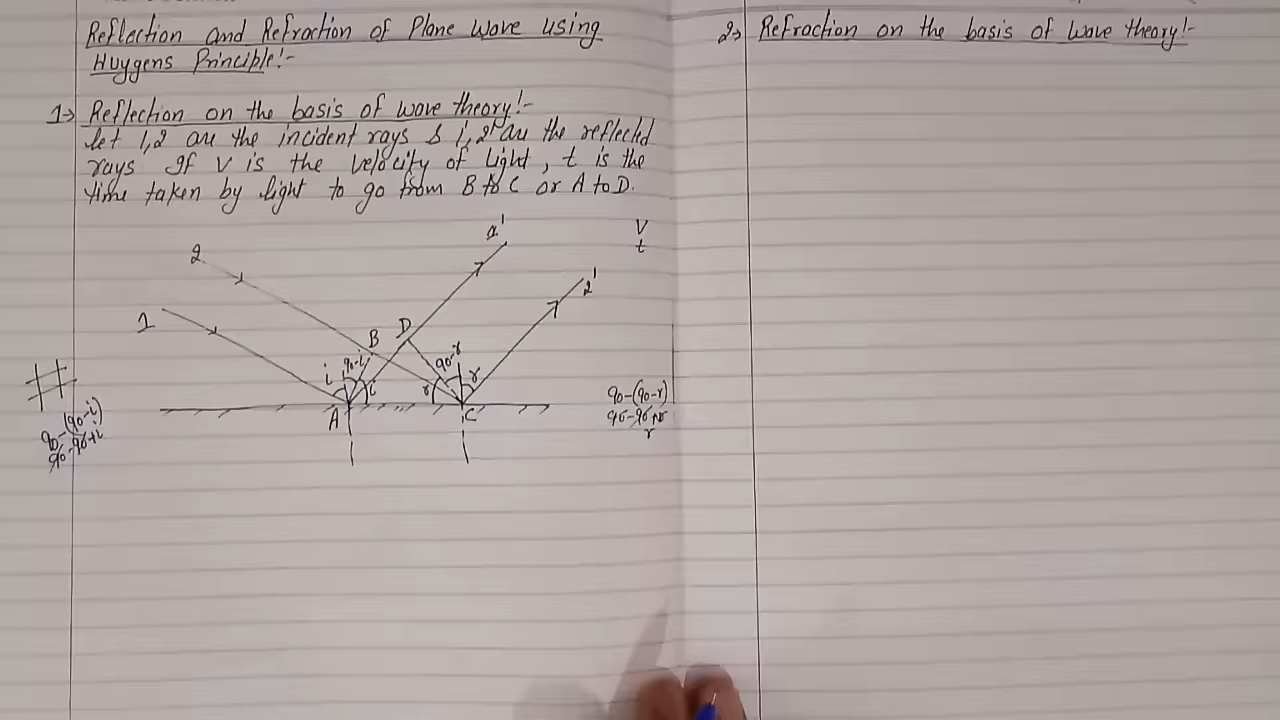 Reflection and Refraction of Plane Wave using
Huygens Principle!-
1→ Reflection on the basis of wave theory!-
let 1,2 are the incident rays & 1',2' are the reflected
rays If V is the velocity of light, t is the
time taken by light to go from B to C or A to D.
a'
V
t
2
2'
1
B
D
i
90-i
i
90-r
r
r
A
C
90-(90-i)
90-90+i
90-(90-r)
90-90+r
r
2→ Refraction on the basis of wave theory!-